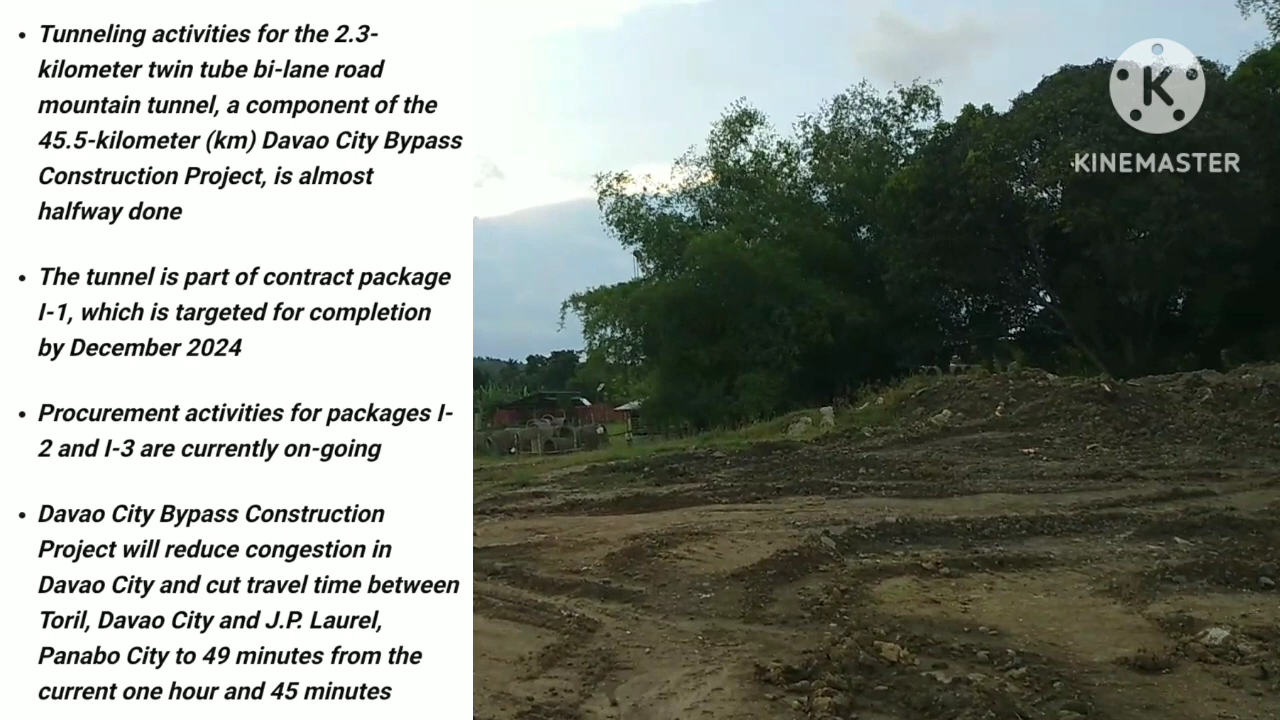 • Tunneling activities for the 2.3-
kilometer twin tube bi-lane road
mountain tunnel, a component of the
45.5-kilometer (km) Davao City Bypass
Construction Project, is almost
halfway done
• The tunnel is part of contract package
I-1, which is targeted for completion
by December 2024
• Procurement activities for packages I-
2 and I-3 are currently on-going
• Davao City Bypass Construction
Project will reduce congestion in
Davao City and cut travel time between
Toril, Davao City and J.P. Laurel,
Panabo City to 49 minutes from the
current one hour and 45 minutes
K
KINEMASTER